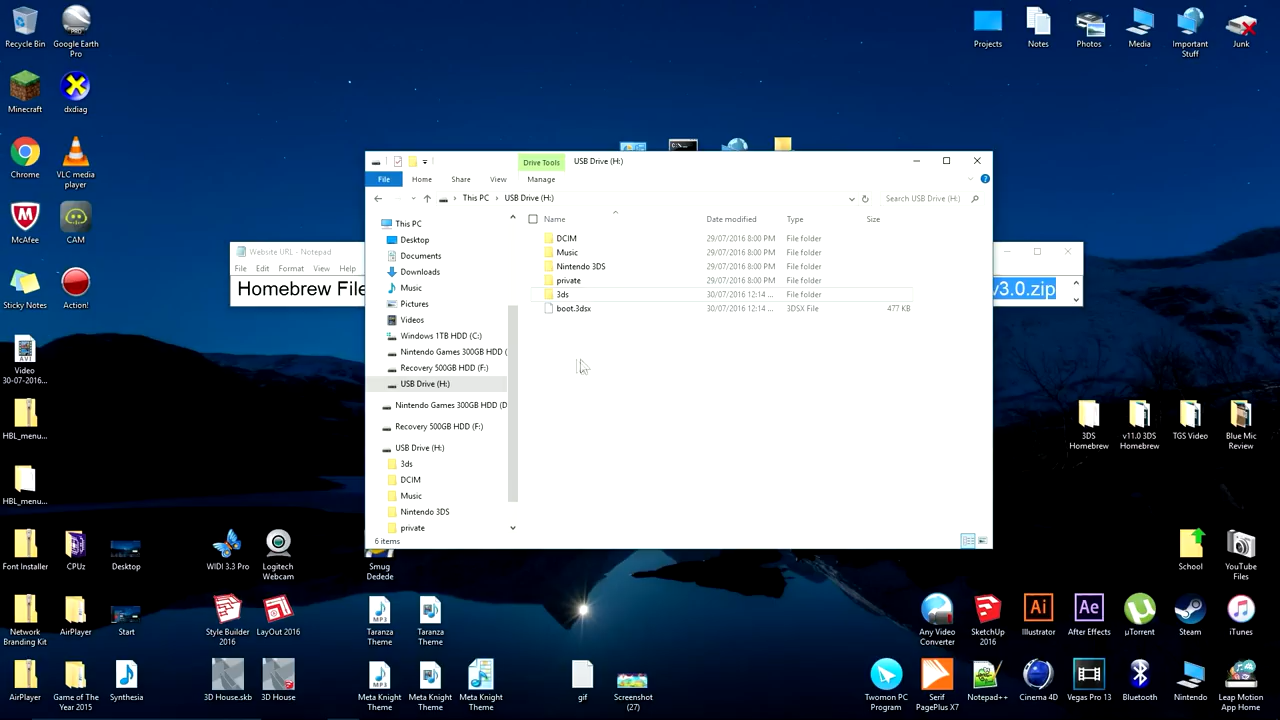 Recycle Bin
Google Earth
Pro
Minecraft
dxdiag
Chrome
VLC media
player
McAfee
CAM
Sticky Notes
Action!
Video
30-07-2016...
HBL_menu...
HBL_menu...
Font Installer
CPUz
Desktop
WIDI 3.3 Pro
Logitech
Webcam
Smug
Dedede
Network
Branding Kit
AirPlayer
Start
Style Builder
2016
LayOut 2016
Taranza
Theme
Taranza
Theme
AirPlayer
Game of The
Year 2015
Synthesia
3D House.skb
3D House
Meta Knight
Theme
Meta Knight
Theme
Meta Knight
Theme
gif
Screenshot
(27)
Projects
Notes
Photos
Media
Important
Stuff
Junk
Website URL - Notepad
File Edit Format View Help
Homebrew File
v3.0.zip
Drive Tools
USB Drive (H:)
File Home Share View Manage
This PC USB Drive (H:)
Search USB Drive (H:)
This PC
Desktop
Documents
Downloads
Music
Pictures
Videos
Windows 1TB HDD (C:)
Nintendo Games 300GB HDD (
Recovery 500GB HDD (F:)
USB Drive (H:)
Nintendo Games 300GB HDD (D
Recovery 500GB HDD (F:)
USB Drive (H:)
3ds
DCIM
Music
Nintendo 3DS
private
Name Date modified Type Size
DCIM 29/07/2016 8:00 PM File folder
Music 29/07/2016 8:00 PM File folder
Nintendo 3DS 29/07/2016 8:00 PM File folder
private 29/07/2016 8:00 PM File folder
3ds 30/07/2016 12:14 ... File folder
boot.3dsx 30/07/2016 12:14 ... 3DSX File 477 KB
6 items
3DS
Homebrew
v11.0 3DS
Homebrew
TGS Video
Blue Mic
Review
School
YouTube
Files
Any Video
Converter
SketchUp
2016
Illustrator
After Effects
µTorrent
Steam
iTunes
Twomon PC
Program
Serif
PagePlus X7
Notepad++
Cinema 4D
Vegas Pro 13
Bluetooth
Nintendo
Leap Motion
App Home